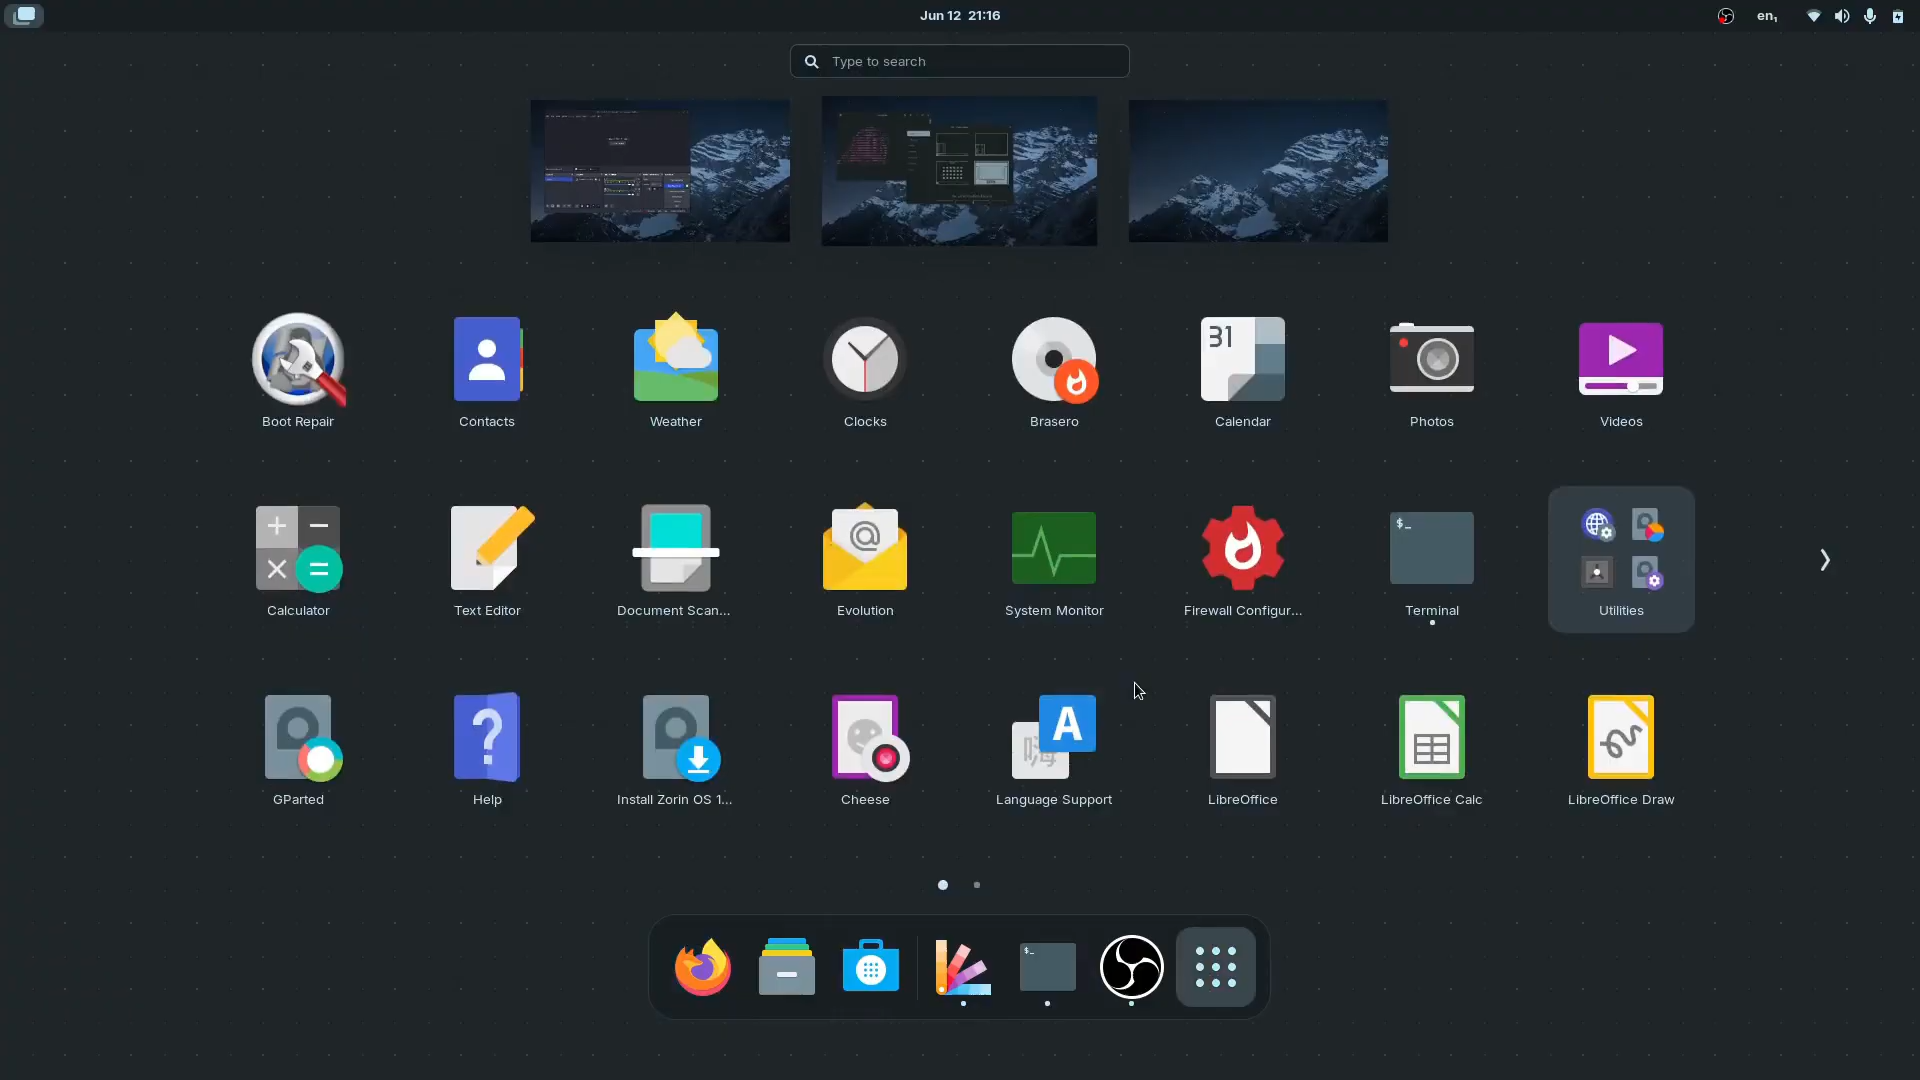 Jun 12 21:16
en₁
Type to search
Boot Repair
Contacts
Weather
Clocks
31
Brasero
Calendar
Photos
Videos
Calculator
Text Editor
Document Scan...
Evolution
System Monitor
Firewall Configur...
$_
Terminal
Utilities
GParted
Help
Install Zorin OS 1...
Cheese
A
嗨
Language Support
LibreOffice
LibreOffice Calc
LibreOffice Draw
$_